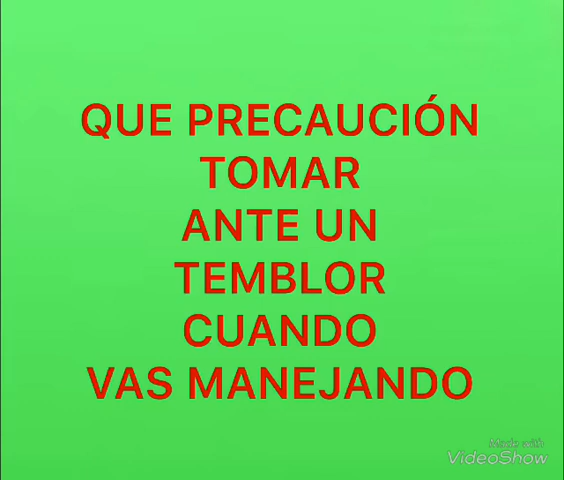 QUE PRECAUCIÓN
TOMAR
ANTE UN
TEMBLOR
CUANDO
VAS MANEJANDO
Made with
VideoShow